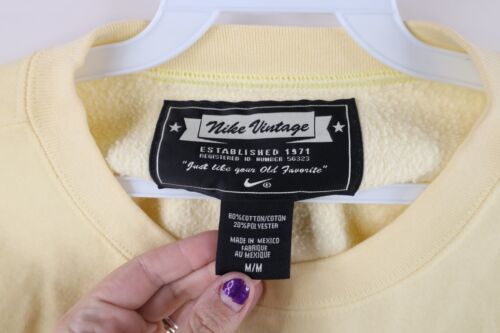 Nike Vintage
ESTABLISHED 1971
REGISTERED ID NUMBER 56323
"Just like your Old Favorite"
80%COTTON/COTON
20%POLYESTER
MADE IN MEXICO
FABRIQUE
AU MEXIQUE
M/M